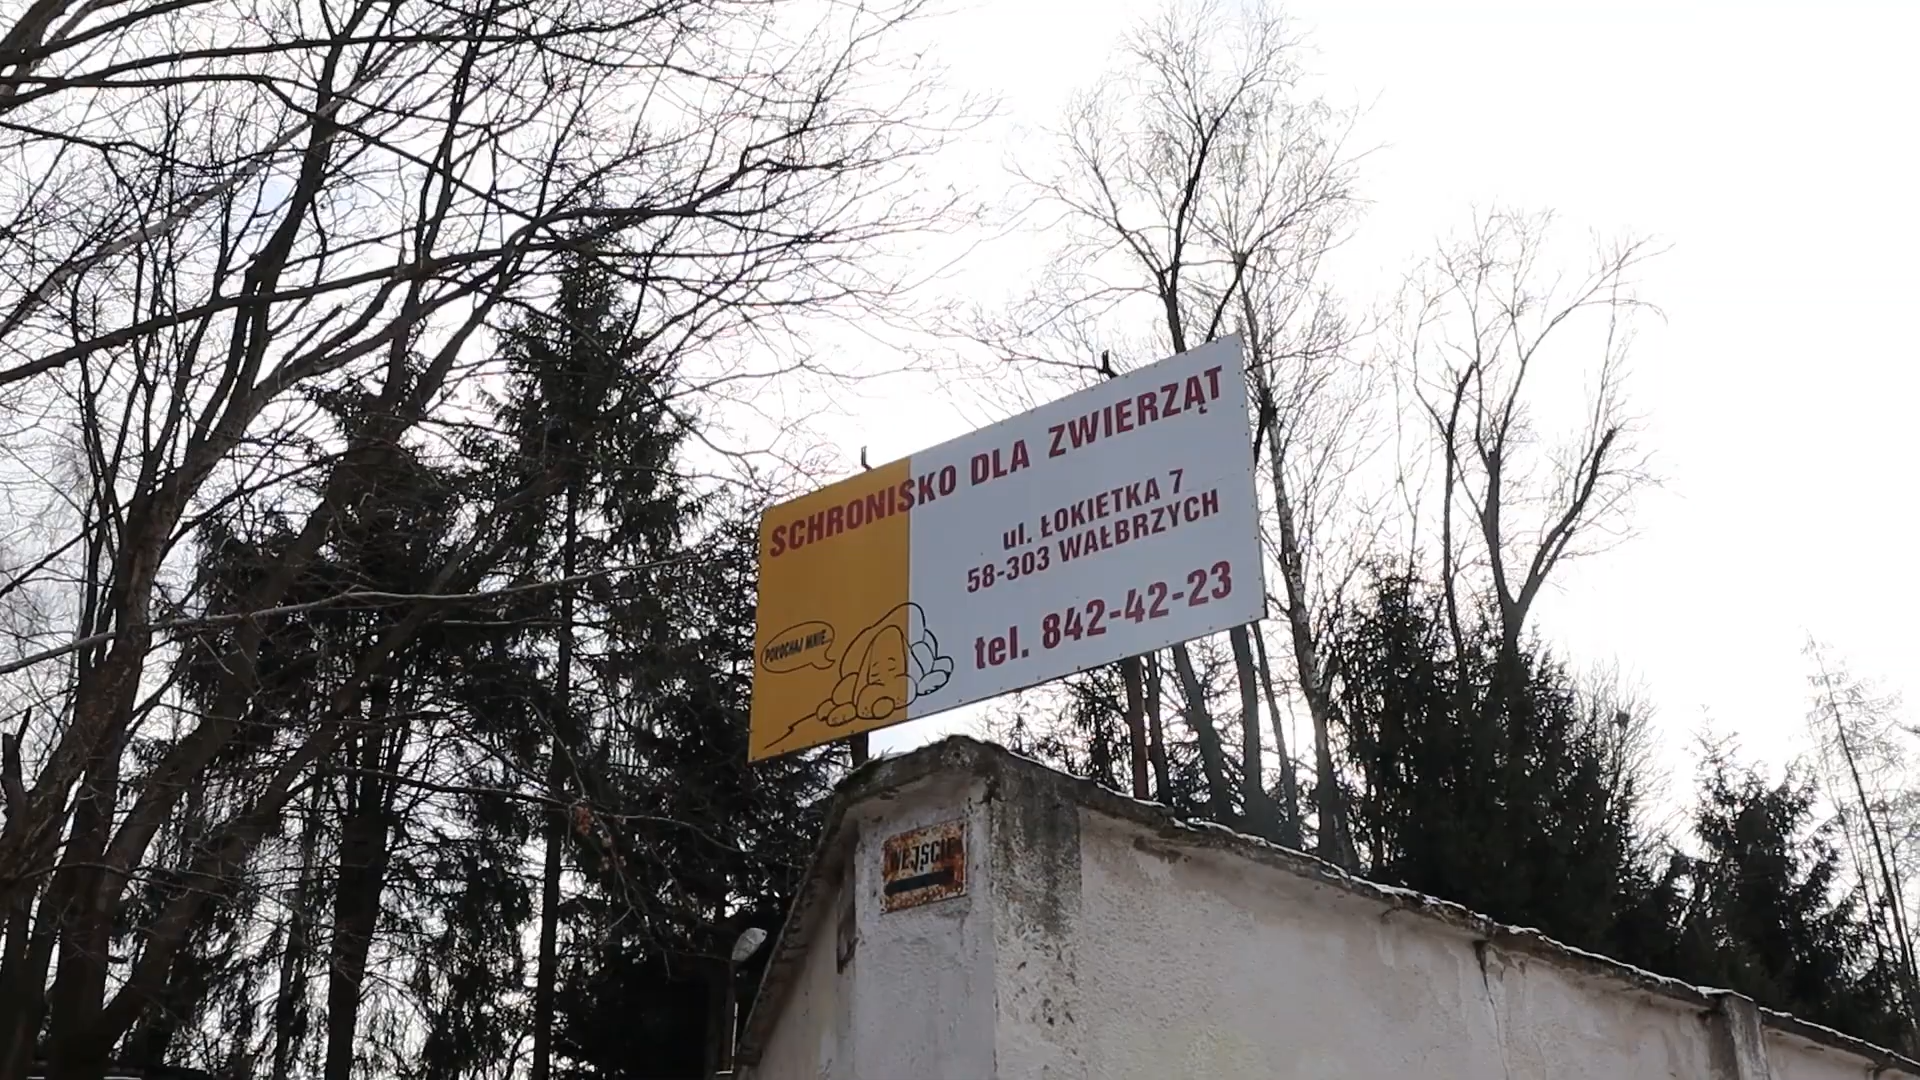 SCHRONISKO DLA ZWIERZĄT
ul. ŁOKIETKA 7
58-303 WAŁBRZYCH
tel. 842-42-23
POKOCHAJ MNIE...
WEJŚCIE